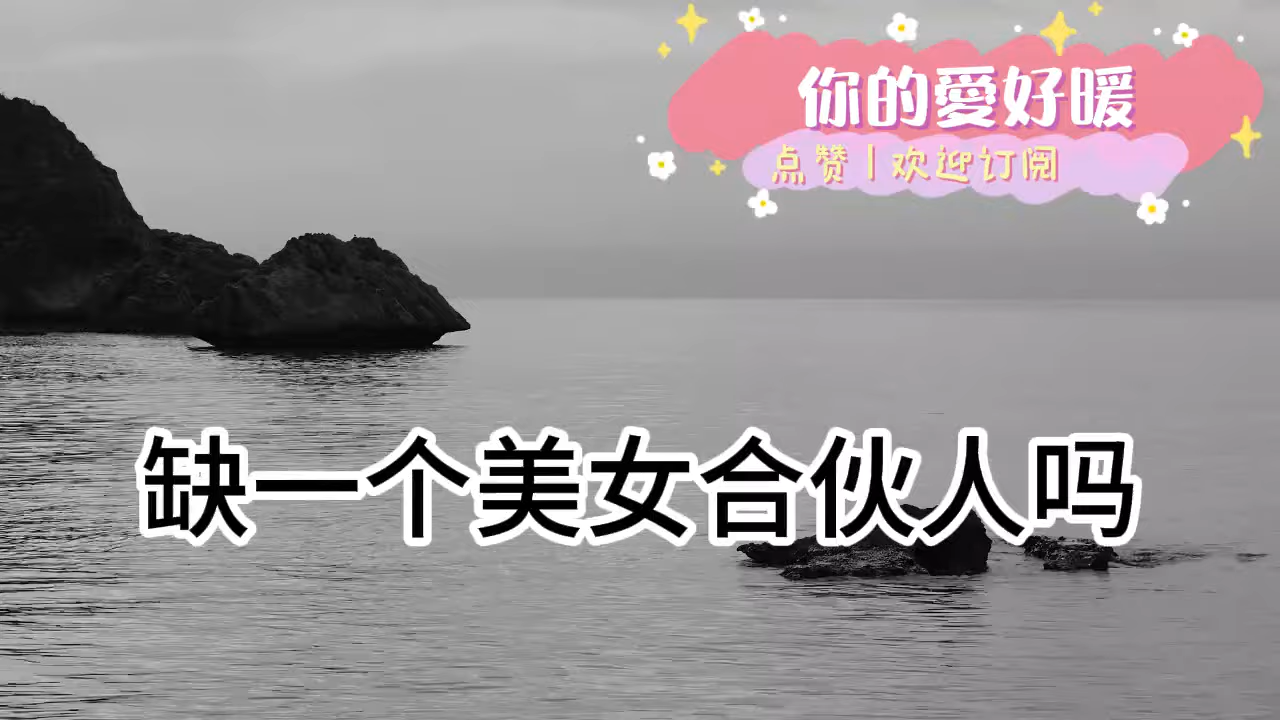 你的愛好暖
点赞丨欢迎订阅
缺一个美女合伙人吗